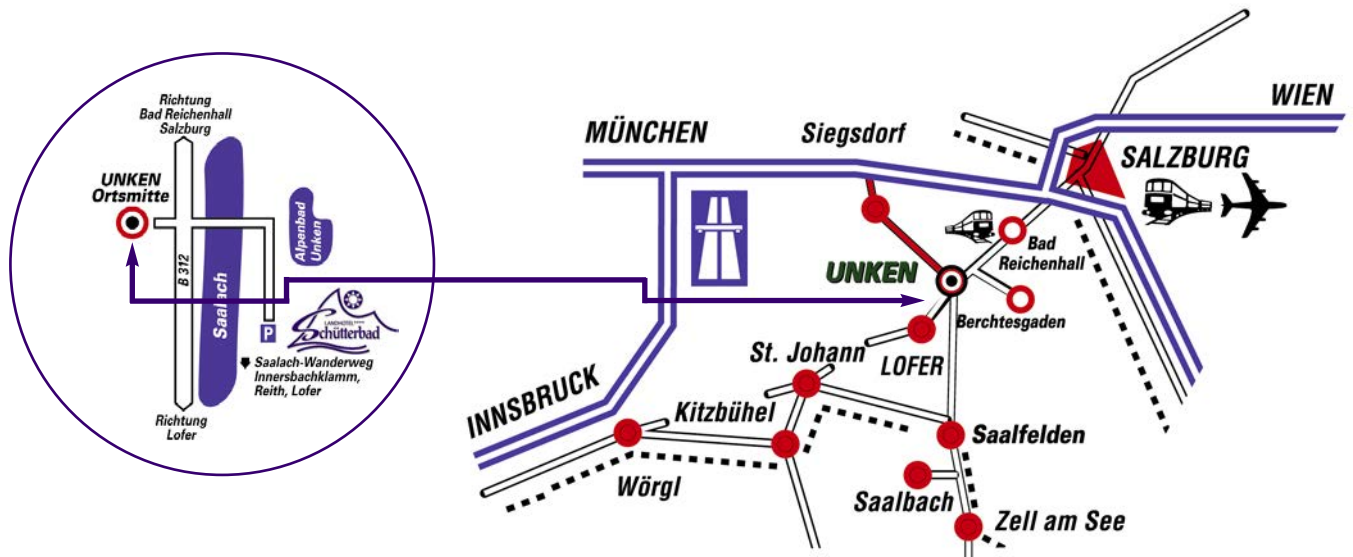 Richtung
Bad Reichenhall
Salzburg
UNKEN
Ortsmitte
B 312
Saalach
Alpenbad
Unken
P
LANDHOTEL****
Schütterbad
Saalach-Wanderweg
Innersbachklamm,
Reith, Lofer
Richtung
Lofer
MÜNCHEN
Siegsdorf
WIEN
SALZBURG
Bad
Reichenhall
UNKEN
Berchtesgaden
LOFER
St. Johann
INNSBRUCK
Kitzbühel
Saalfelden
Wörgl
Saalbach
Zell am See